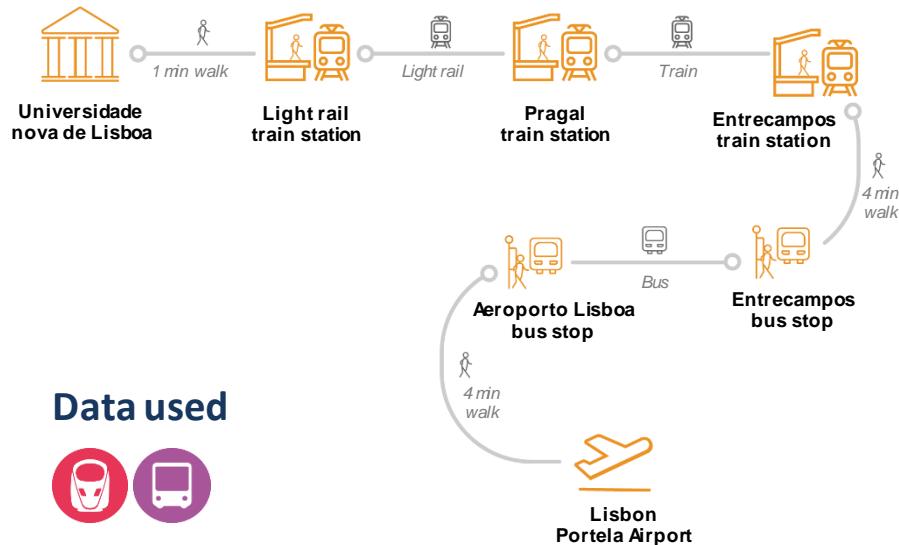 1 min walk
Light rail
Train
Universidade
nova de Lisboa
Light rail
train station
Pragal
train station
Entrecampos
train station
4 min
walk
Bus
Aeroporto Lisboa
bus stop
Entrecampos
bus stop
4 min
walk
Data used
Lisbon
Portela Airport